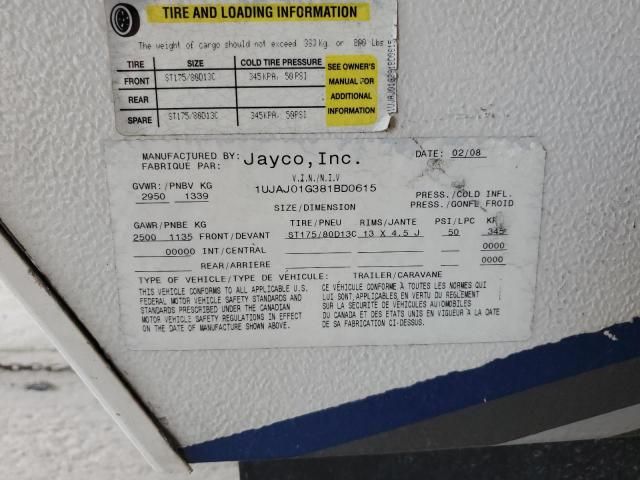 TIRE AND LOADING INFORMATION
The weight of cargo should not exceed 363 Kg. or 800 Lbs
TIRE SIZE COLD TIRE PRESSURE SEE OWNER'S MANUAL FOR ADDITIONAL INFORMATION
FRONT ST175/80D13C 345KPA, 50PSI
REAR
SPARE ST175/80D13C 345KPA, 50PSI
MANUFACTURED BY: Jayco, Inc. DATE: 02/08
FABRIQUE PAR:
V.I.N./N.I.V
GVWR:/PNBV KG 1UJAJ01G381BD0615 PRESS./COLD INFL.
2950 1339 SIZE/DIMENSION PRESS./GONFL FROID
GAWR/PNBE KG TIRE/PNEU RIMS/JANTE PSI/LPC KP
2500 1135 FRONT/DEVANT ST175/80D13C 13 X 4.5 J 50 345
00000 INT/CENTRAL 0000
REAR/ARRIERE 0000
TYPE OF VEHICLE/TYPE DE VEHICULE: TRAILER/CARAVANE
THIS VEHICLE CONFORMS TO ALL APPLICABLE U.S. FEDERAL MOTOR VEHICLE SAFETY STANDARDS AND STANDARDS PRESCRIBED UNDER THE CANADIAN MOTOR VEHICLE SAFETY REGULATIONS IN EFFECT ON THE DATE OF MANUFACTURE SHOWN ABOVE.
CE VÉHICULE CONFORME À TOUTES LES NORMES QUI LUI SONT APPLICABLES EN VERTU DU RÈGLEMENT SUR LA SECURITE DE VÉHICULES AUTOMOBILES DU CANADA ET DES ETATS UNIS EN VIGUEUR A LA DATE DE SA FABRICATION CI-DESSUS.